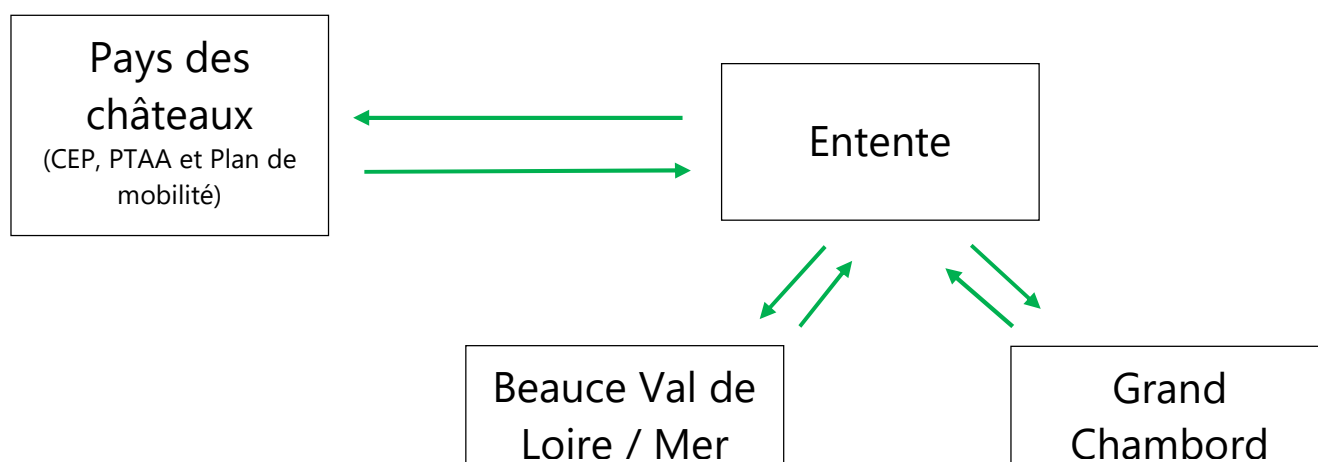 Pays des
châteaux
(CEP, PTAA et Plan de
mobilité)
Entente
Beauce Val de
Loire / Mer
Grand
Chambord